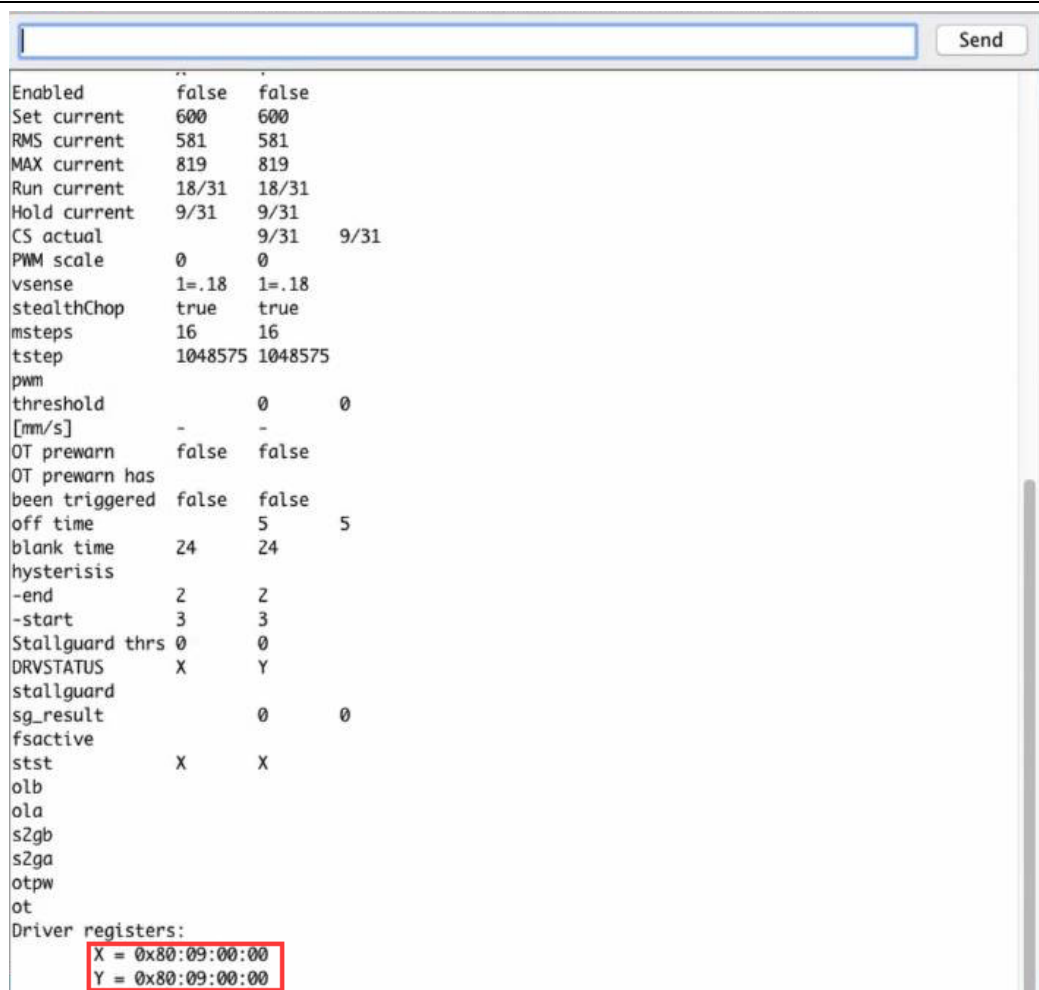 Send
Enabled false false
Set current 600 600
RMS current 581 581
MAX current 819 819
Run current 18/31 18/31
Hold current 9/31 9/31
CS actual 9/31 9/31
PWM scale 0 0
vsense 1=.18 1=.18
stealthChop true true
msteps 16 16
tstep 1048575 1048575
pwm
threshold 0 0
[mm/s] - -
OT prewarn false false
OT prewarn has
been triggered false false
off time 5 5
blank time 24 24
hysterisis
-end 2 2
-start 3 3
Stallguard thrs 0 0
DRVSTATUS X Y
stallguard
sg_result 0 0
fsactive
stst X X
olb
ola
s2gb
s2ga
otpw
ot
Driver registers:
X = 0x80:09:00:00
Y = 0x80:09:00:00